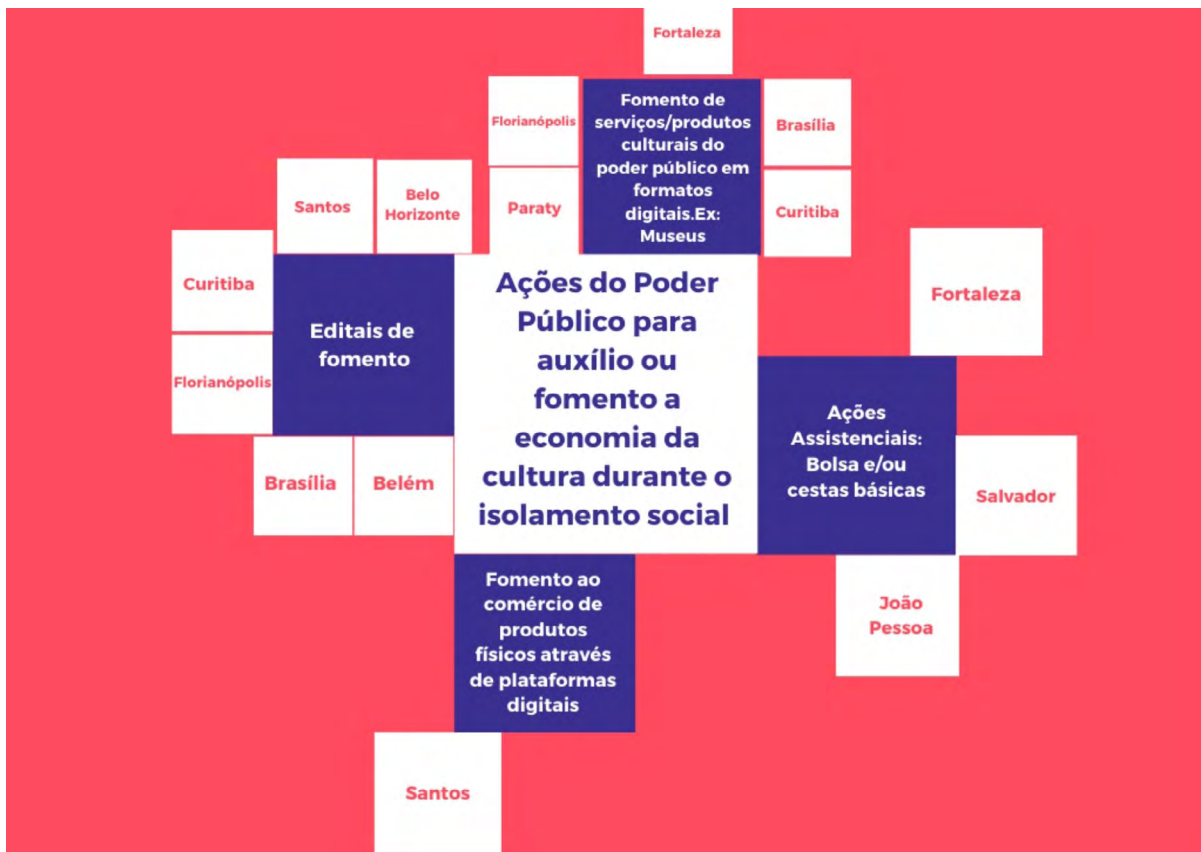 Fortaleza
Florianópolis
Fomento de
serviços/produtos
culturais do
poder público em
formatos
digitais.Ex:
Museus
Brasília
Paraty
Curitiba
Santos
Belo
Horizonte
Curitiba
Florianópolis
Editais de
fomento
Brasília
Belém
Ações do Poder
Público para
auxílio ou
fomento a
economia da
cultura durante o
isolamento social
Fortaleza
Ações
Assistenciais:
Bolsa e/ou
cestas básicas
Salvador
João
Pessoa
Fomento ao
comércio de
produtos
físicos através
de plataformas
digitais
Santos